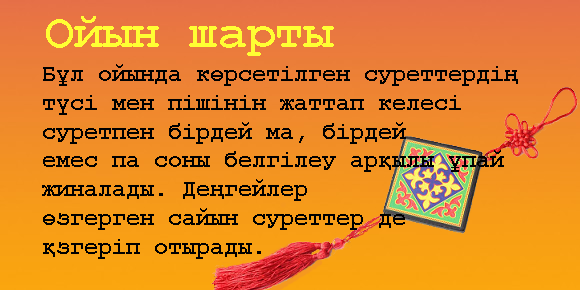 Ойын шарты
Бұл ойында көрсетілген суреттердің
түсі мен пішінін жаттап келесі
суретпен бірдей ма, бірдей
емес па соны белгілеу арқылы ұпай
жиналады. Деңгейлер
өзгерген сайын суреттер де
қзгеріп отырады.